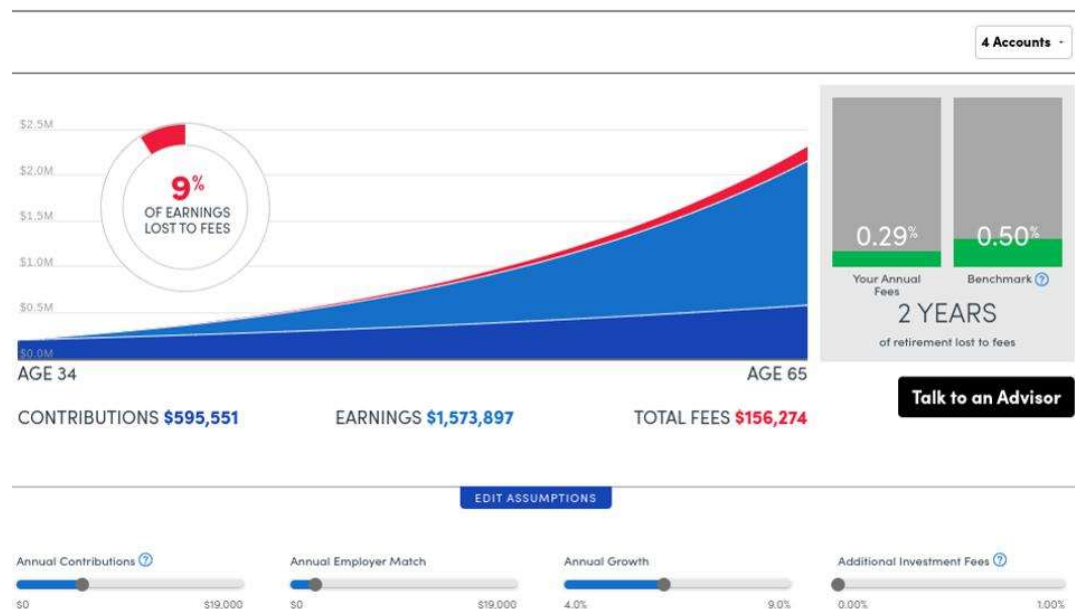 4 Accounts
$2.5M
$2.0M
$1.5M
$1.0M
$0.5M
$0.0M
9%
OF EARNINGS
LOST TO FEES
AGE 34
AGE 65
CONTRIBUTIONS $595,551
EARNINGS $1,573,897
TOTAL FEES $156,274
0.29%
0.50%
Your Annual
Fees
Benchmark ?
2 YEARS
of retirement lost to fees
Talk to an Advisor
EDIT ASSUMPTIONS
Annual Contributions ?
$0 $19,000
Annual Employer Match
$0 $19,000
Annual Growth
4.0% 9.0%
Additional Investment Fees ?
0.00% 1.00%